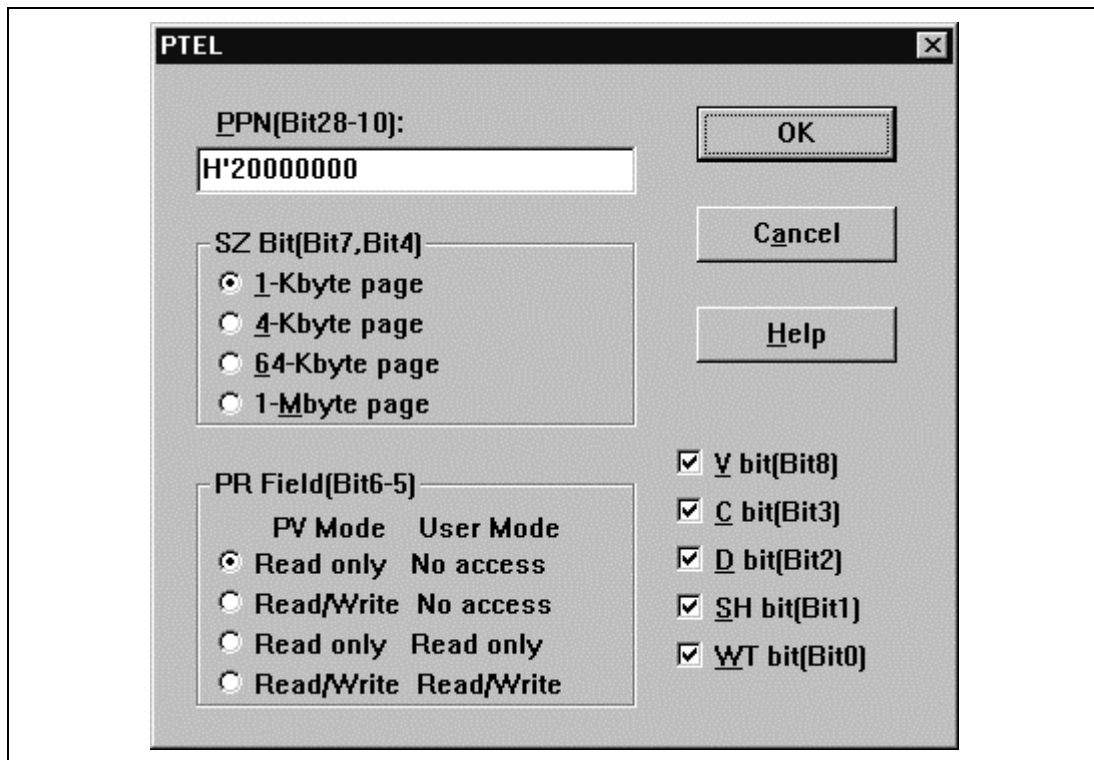 PTEL
PPN(Bit28-10):
H'20000000
SZ Bit(Bit7,Bit4)
1-Kbyte page
4-Kbyte page
64-Kbyte page
1-Mbyte page
PR Field(Bit6-5)
PV Mode User Mode
Read only No access
Read/Write No access
Read only Read only
Read/Write Read/Write
OK
Cancel
Help
V bit(Bit8)
C bit(Bit3)
D bit(Bit2)
SH bit(Bit1)
WT bit(Bit0)